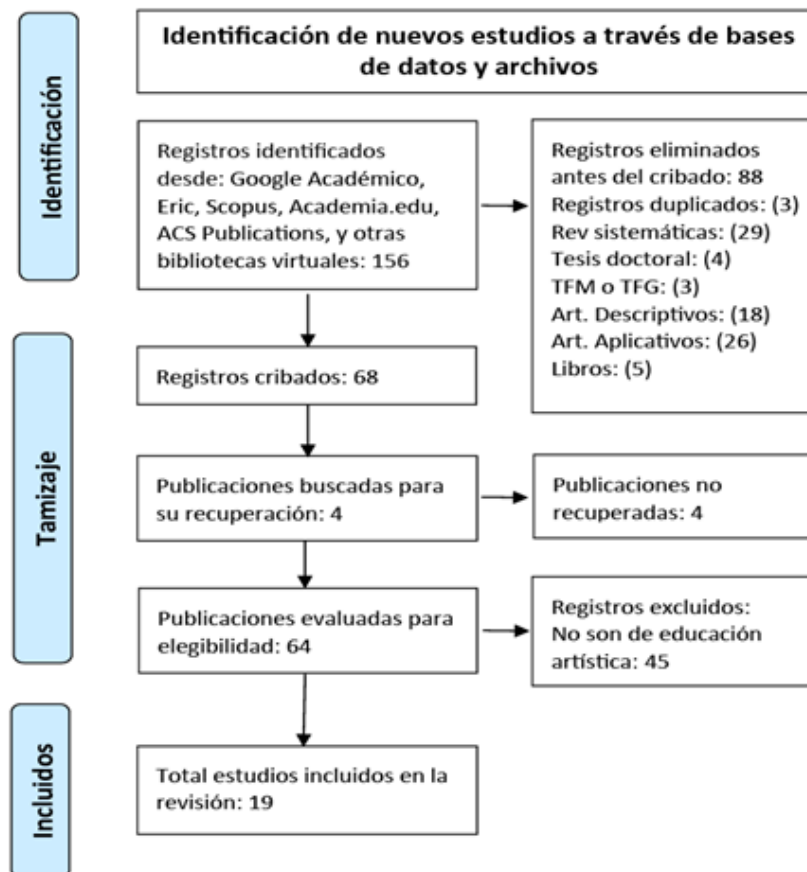 Identificación de nuevos estudios a través de bases
de datos y archivos
Identificación
Registros identificados
desde: Google Académico,
Eric, Scopus, Academia.edu,
ACS Publications, y otras
bibliotecas virtuales: 156
Registros eliminados
antes del cribado: 88
Registros duplicados: (3)
Rev sistemáticas: (29)
Tesis doctoral: (4)
TFM o TFG: (3)
Art. Descriptivos: (18)
Art. Aplicativos: (26)
Libros: (5)
Tamizaje
Registros cribados: 68
Publicaciones buscadas para
su recuperación: 4
Publicaciones no
recuperadas: 4
Publicaciones evaluadas para
elegibilidad: 64
Registros excluidos:
No son de educación
artística: 45
Incluidos
Total estudios incluidos en la
revisión: 19